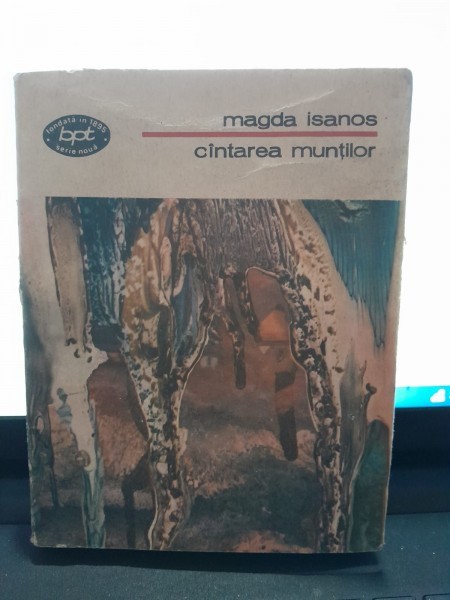 fondată în 1895
bpt
serie nouă
magda isanos
cîntarea munților